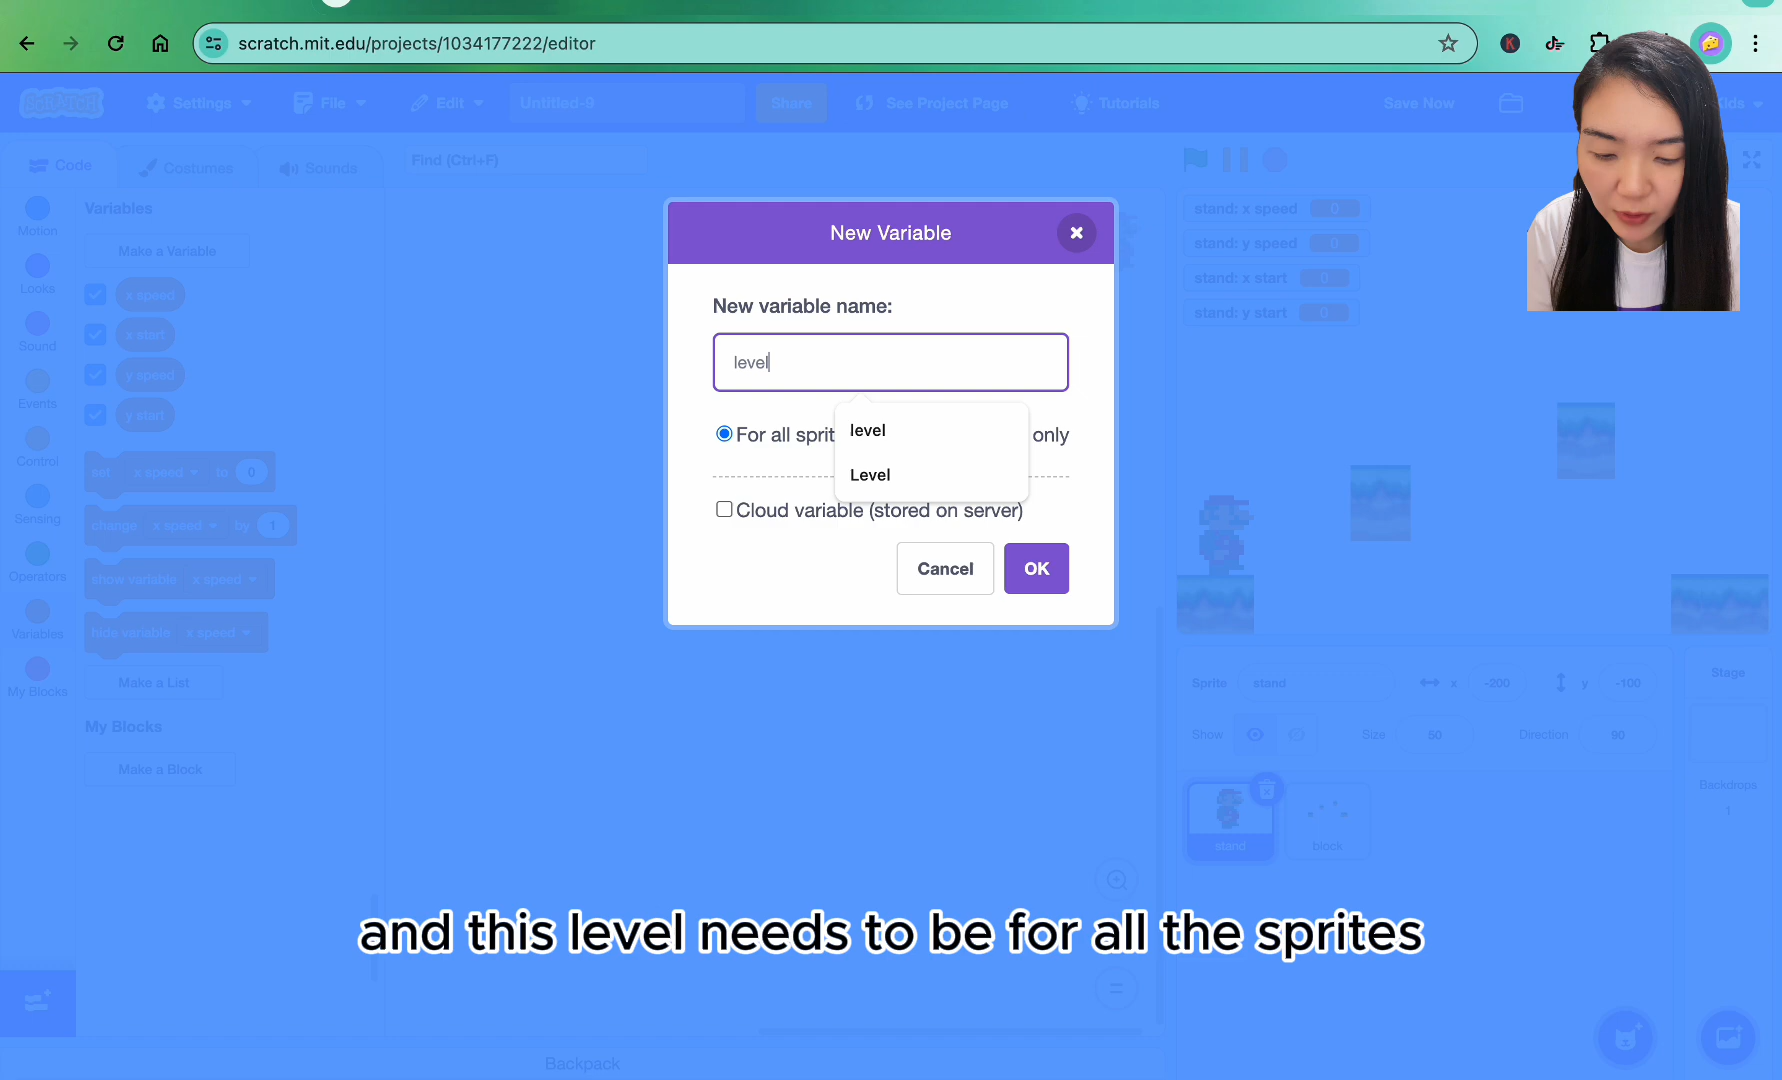 scratch.mit.edu/projects/1034177222/editor
SCRATCH Settings File Edit Untitled-9 Share See Project Page Tutorials Save Now
Code Costumes Sounds Find (Ctrl+F)
Motion
Looks
Sound
Events
Control
Sensing
Operators
Variables
My Blocks
Variables
Make a Variable
x speed
x start
y speed
y start
set x speed to 0
change x speed by 1
show variable x speed
hide variable x speed
Make a List
My Blocks
Make a Block
New Variable
New variable name:
level
For all sprit only
level
Level
Cloud variable (stored on server)
Cancel OK
stand: x speed 0
stand: y speed 0
stand: x start 0
stand: y start 0
Sprite stand x -200 y -100
Show Size 50 Direction 90
stand block
Stage
Backdrops
1
and this level needs to be for all the sprites
Backpack